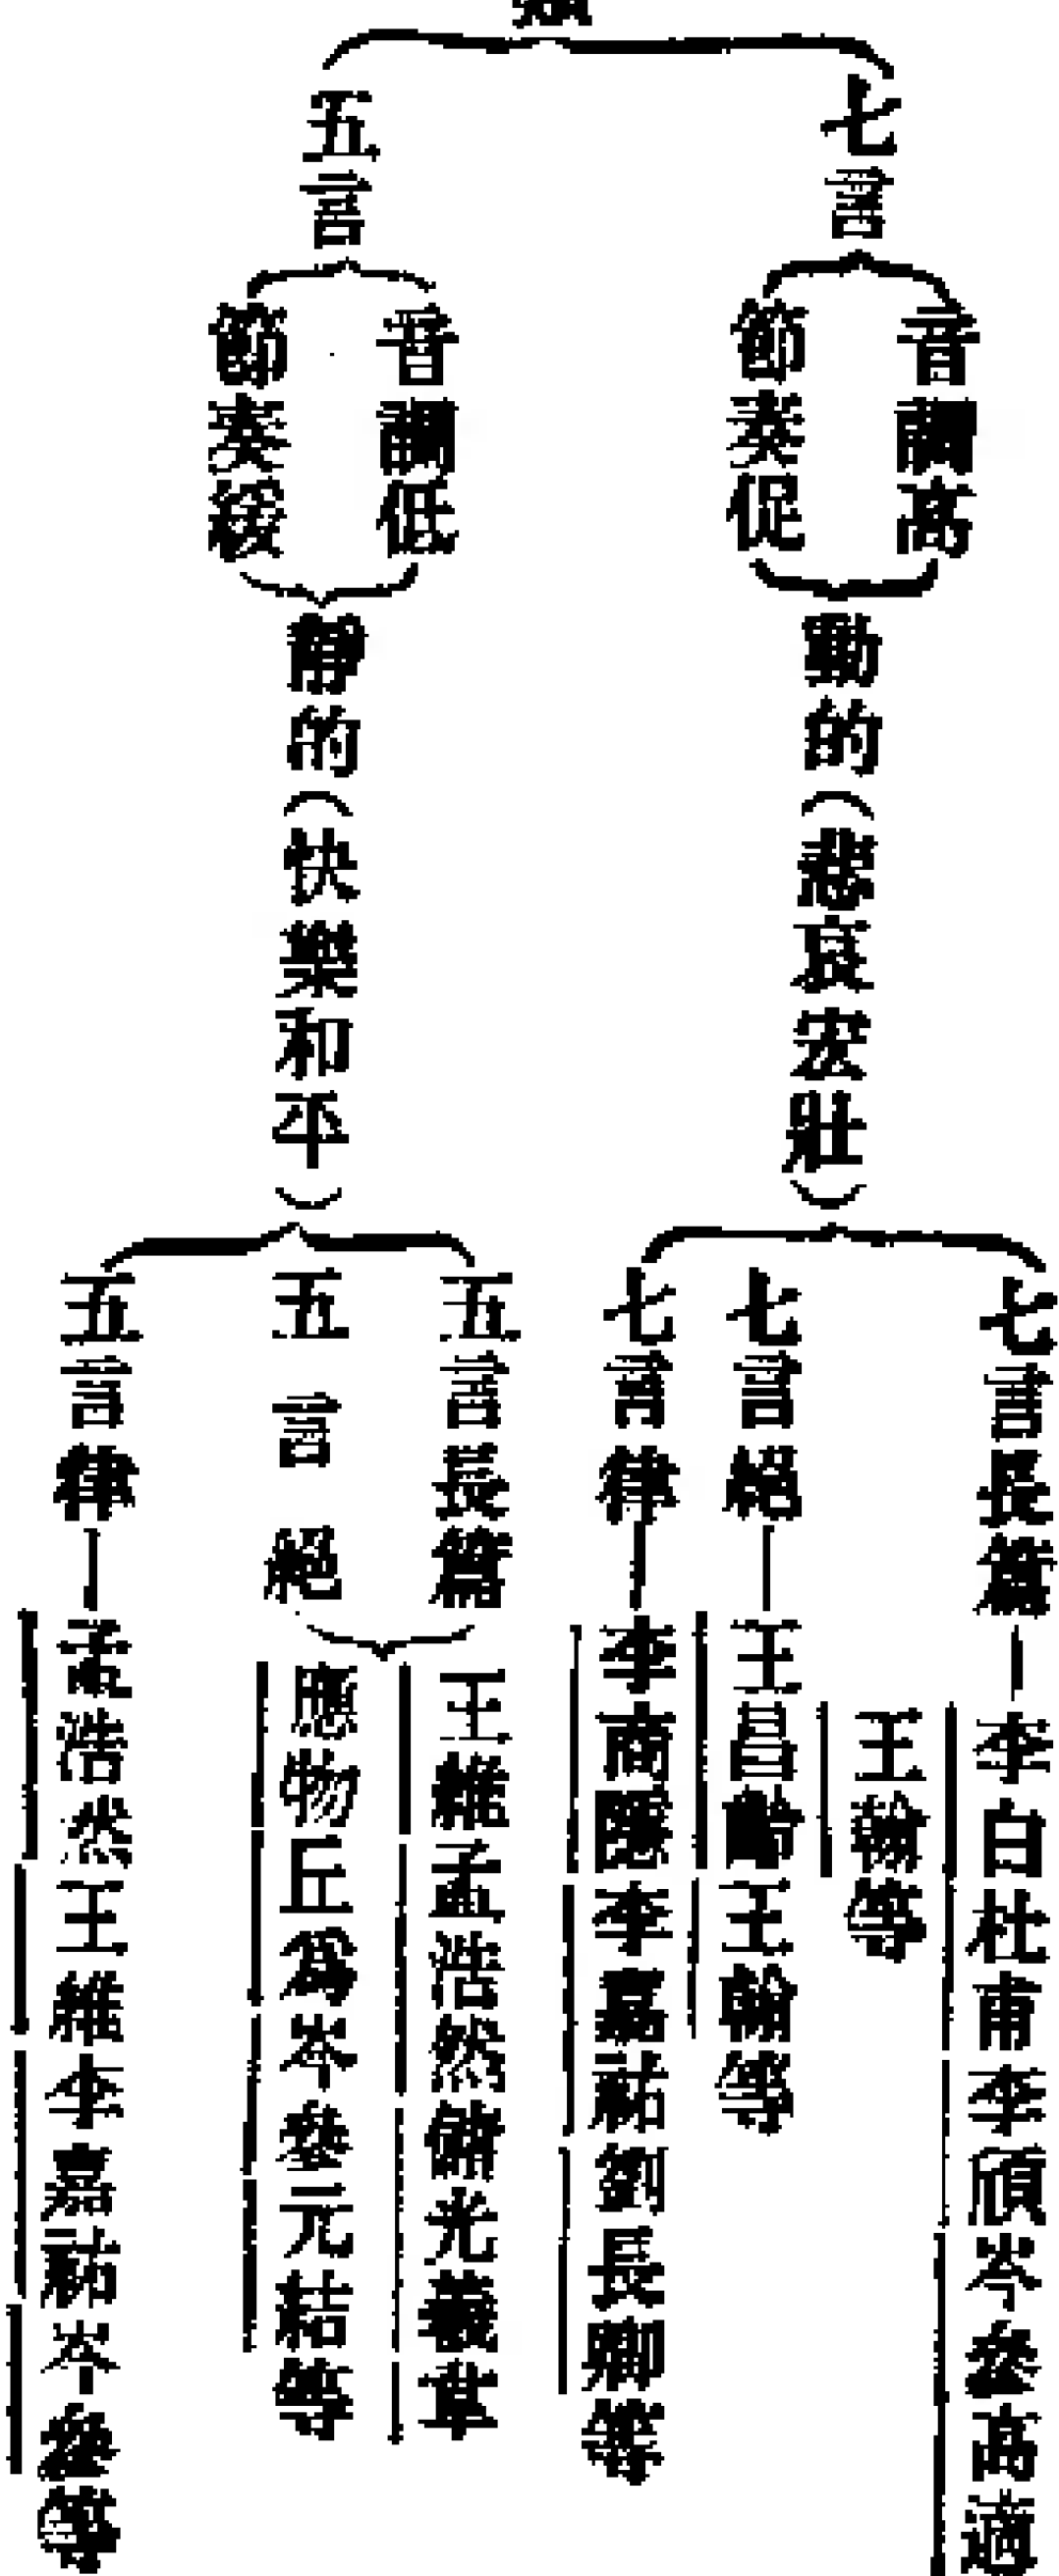 類
七言
音調高
節奏促
動的(悲哀宏壯)
七言長篇—李白杜甫李頎岑參高適
王翰等
七言絕—王昌齡王翰等
七言律—李商隱李嘉祐劉長卿等
五言
音調低
節奏緩
靜的(快樂和平)
五言長篇
五言絕
王維孟浩然儲光羲韋
應物丘爲岑參元結等
五言律—孟浩然王維李嘉祐岑參等